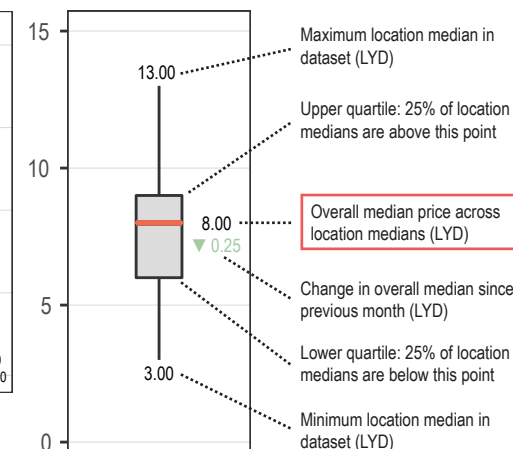 15
10
5
0
0
13.00
8.00
▼ 0.25
3.00
Maximum location median in
dataset (LYD)
Upper quartile: 25% of location
medians are above this point
Overall median price across
location medians (LYD)
Change in overall median since
previous month (LYD)
Lower quartile: 25% of location
medians are below this point
Minimum location median in
dataset (LYD)